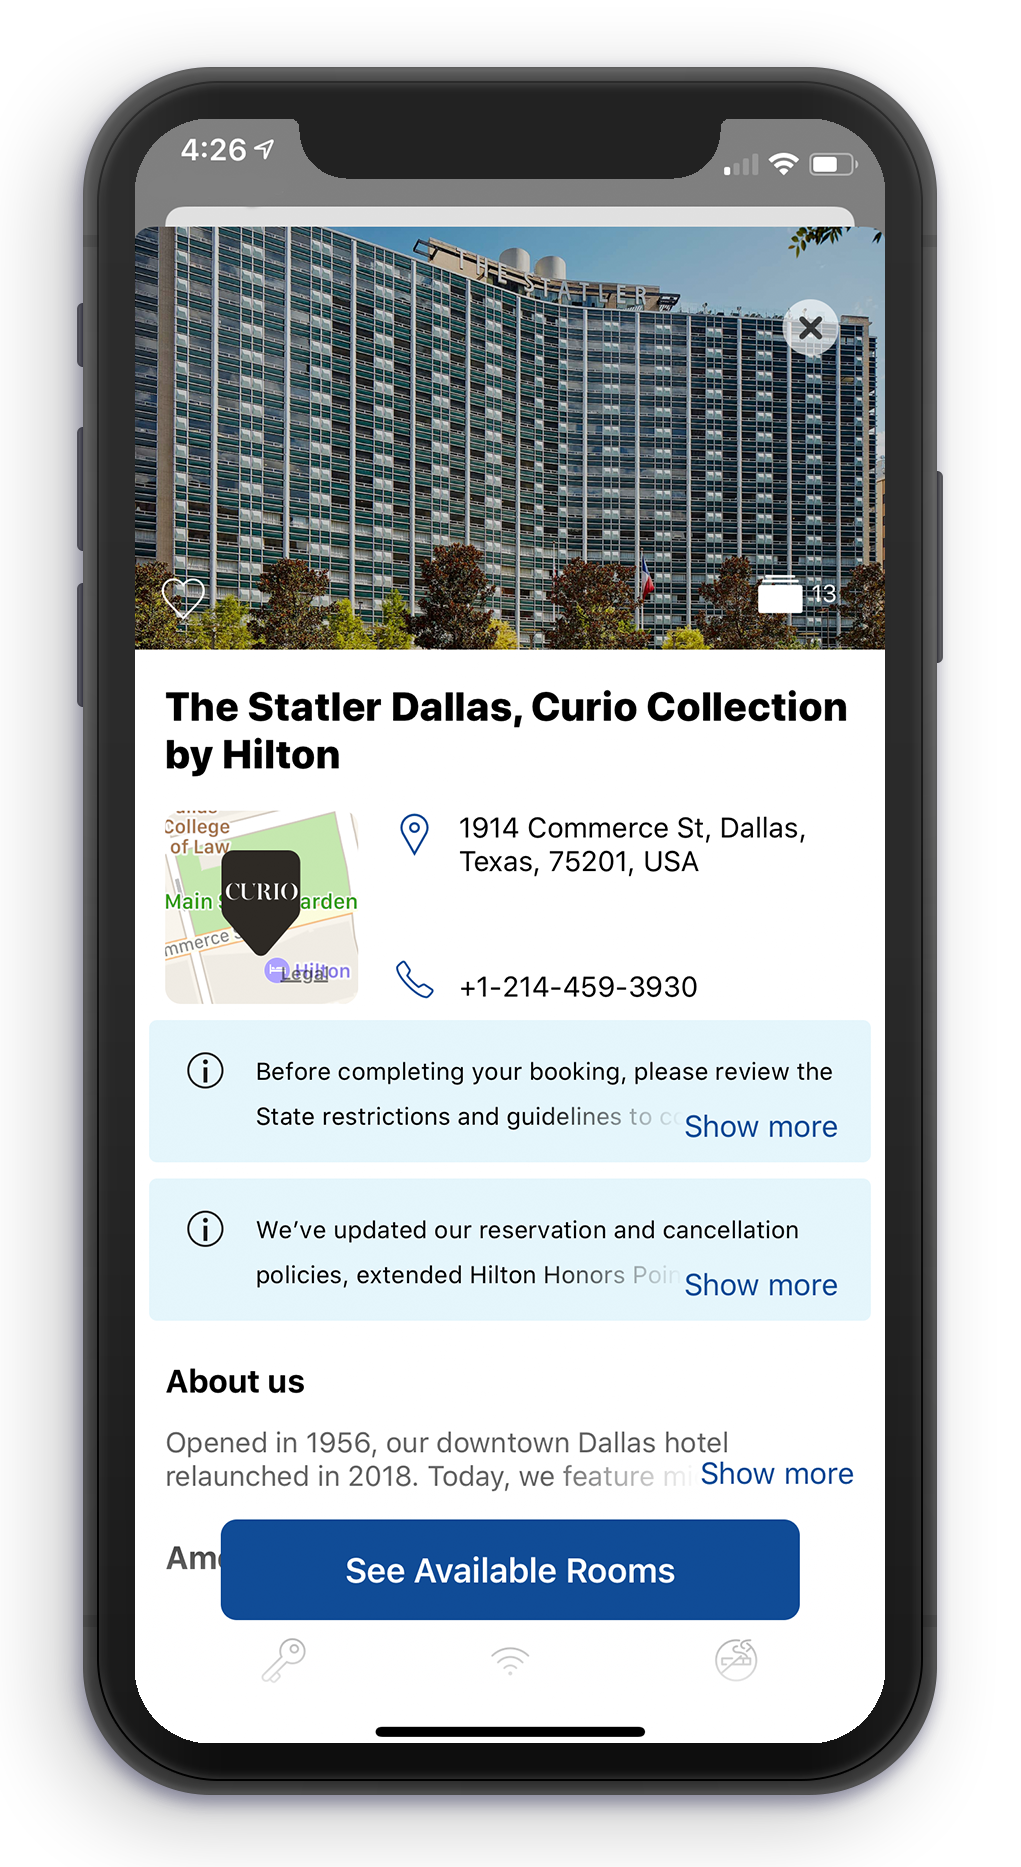 4:26
THE STATLER
13
The Statler Dallas, Curio Collection
by Hilton
College
of Law
Main
arden
CURIO
mmerce S
Hilton
Legal
1914 Commerce St, Dallas,
Texas, 75201, USA
+1-214-459-3930
Before completing your booking, please review the
State restrictions and guidelines to co
Show more
We’ve updated our reservation and cancellation
policies, extended Hilton Honors Poin
Show more
About us
Opened in 1956, our downtown Dallas hotel
relaunched in 2018. Today, we feature mi
Show more
Ame
See Available Rooms